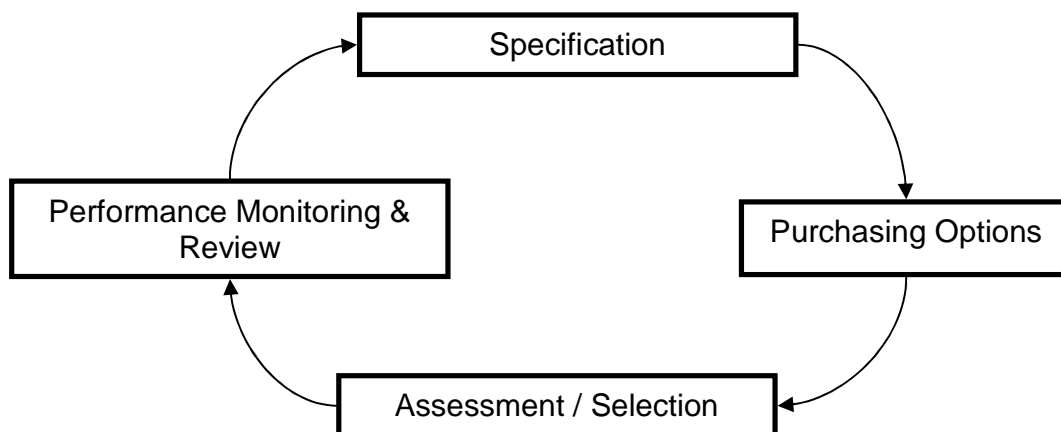 Specification
Performance Monitoring &
Review
Purchasing Options
Assessment / Selection